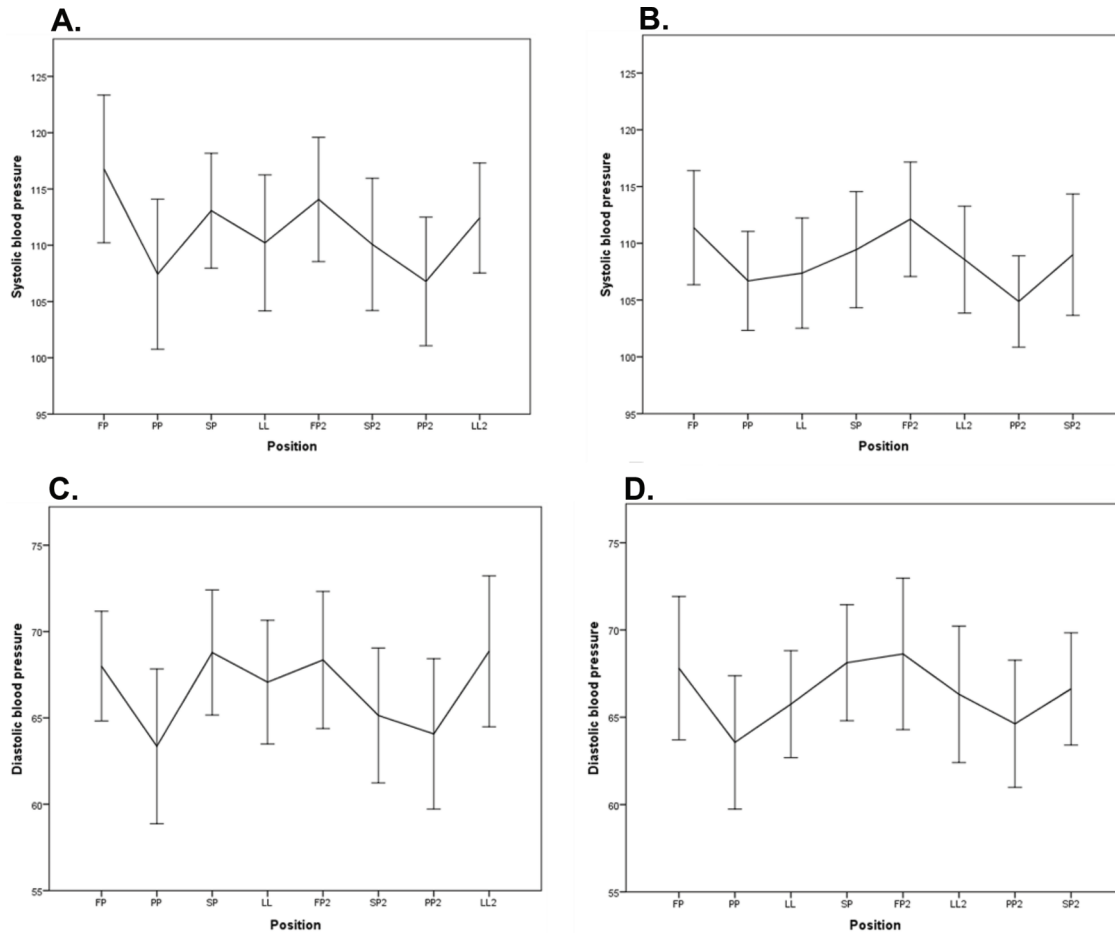 A.
Systolic blood pressure
125
120
115
110
105
100
95
FP PP SP LL FP2 SP2 PP2 LL2
Position
B.
Systolic blood pressure
125
120
115
110
105
100
95
FP PP LL SP FP2 LL2 PP2 SP2
Position
C.
Diastolic blood pressure
75
70
65
60
55
FP PP SP LL FP2 SP2 PP2 LL2
Position
D.
Diastolic blood pressure
75
70
65
60
55
FP PP LL SP FP2 LL2 PP2 SP2
Position